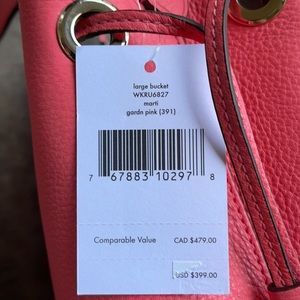 large bucket
WKRU6827
marti
gardn pink (391)
7 67883 10297 8
Comparable Value CAD $479.00
USD $399.00